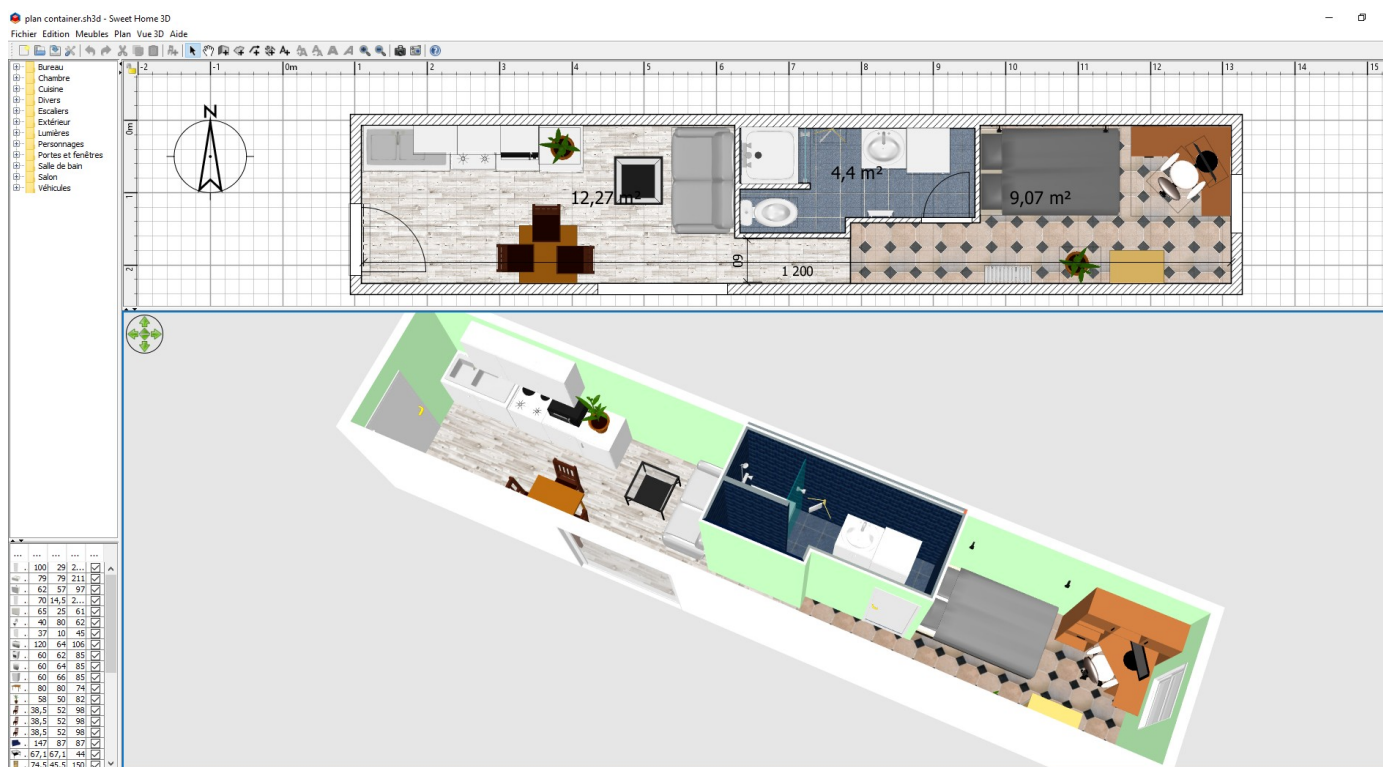 plan container.sh3d - Sweet Home 3D
Fichier Edition Meubles Plan Vue 3D Aide
Bureau
Chambre
Cuisine
Divers
Escaliers
Extérieur
Lumières
Personnages
Portes et fenêtres
Salle de bain
Salon
Véhicules
-2 -1 0m 1 2 3 4 5 6 7 8 9 10 11 12 13 14 15
0m
1
2
N
12,27 m²
4,4 m²
9,07 m²
60
1 200
... ... ... ... ...
. 100 29 2...
. 79 79 211
. 62 57 97
. 70 14,5 2...
. 65 25 61
. 40 80 62
. 37 10 45
. 120 64 106
. 60 62 85
. 60 64 85
. 60 66 85
. 80 80 74
. 58 50 82
. 38,5 52 98
. 38,5 52 98
. 38,5 52 98
. 147 87 87
. 67,1 67,1 44
. 74,5 45,5 150